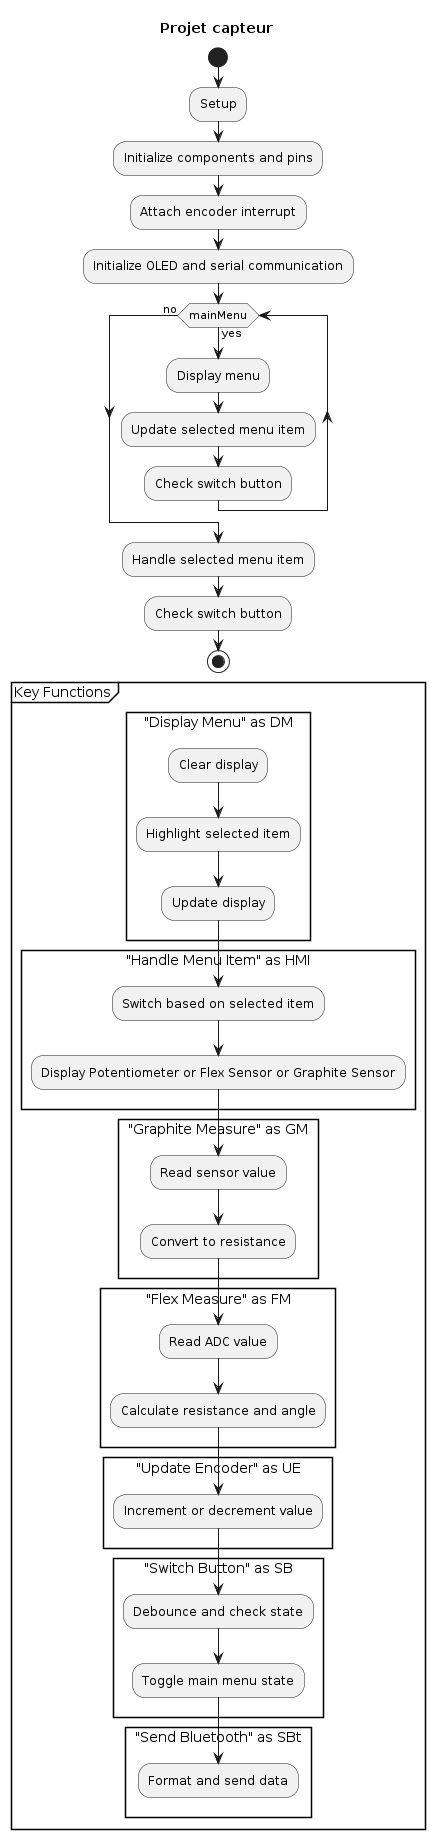 Projet capteur
Setup
Initialize components and pins
Attach encoder interrupt
Initialize OLED and serial communication
no
mainMenu
yes
Display menu
Update selected menu item
Check switch button
Handle selected menu item
Check switch button
Key Functions
"Display Menu" as DM
Clear display
Highlight selected item
Update display
"Handle Menu Item" as HMI
Switch based on selected item
Display Potentiometer or Flex Sensor or Graphite Sensor
"Graphite Measure" as GM
Read sensor value
Convert to resistance
"Flex Measure" as FM
Read ADC value
Calculate resistance and angle
"Update Encoder" as UE
Increment or decrement value
"Switch Button" as SB
Debounce and check state
Toggle main menu state
"Send Bluetooth" as SBt
Format and send data